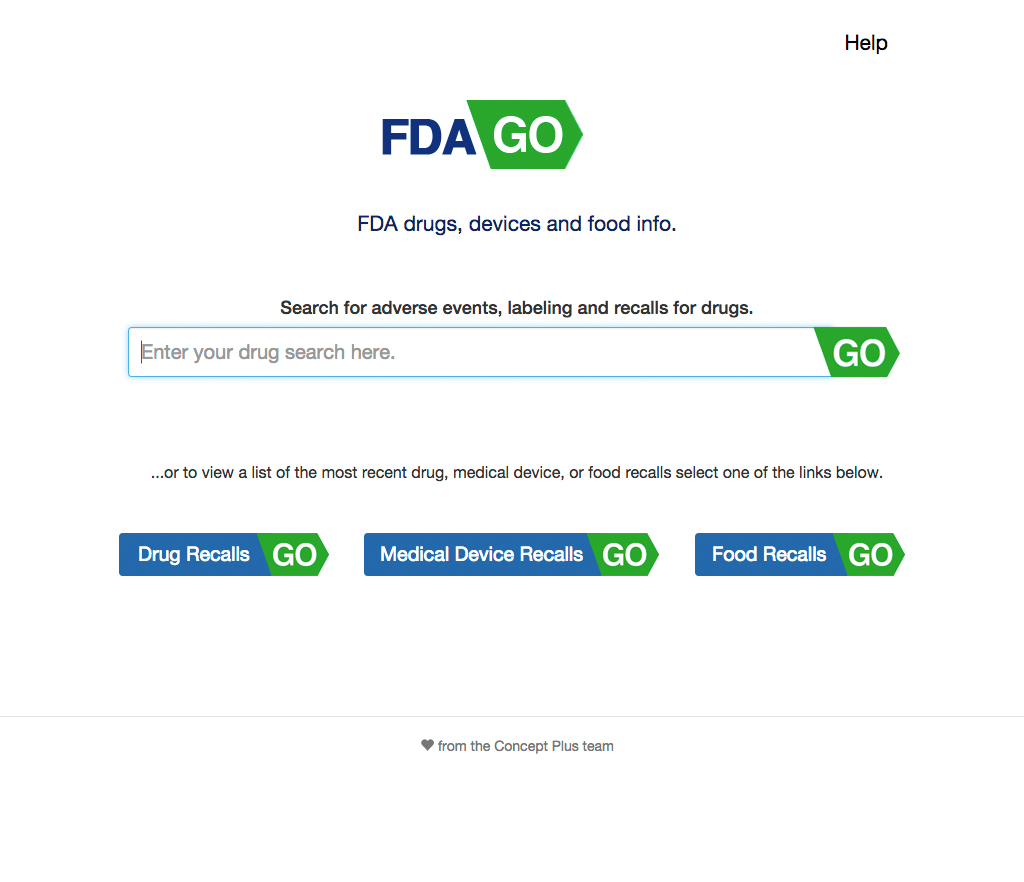 Help
FDA GO
FDA drugs, devices and food info.
Search for adverse events, labeling and recalls for drugs.
Enter your drug search here. GO
...or to view a list of the most recent drug, medical device, or food recalls select one of the links below.
Drug Recalls GO Medical Device Recalls GO Food Recalls GO
♥ from the Concept Plus team